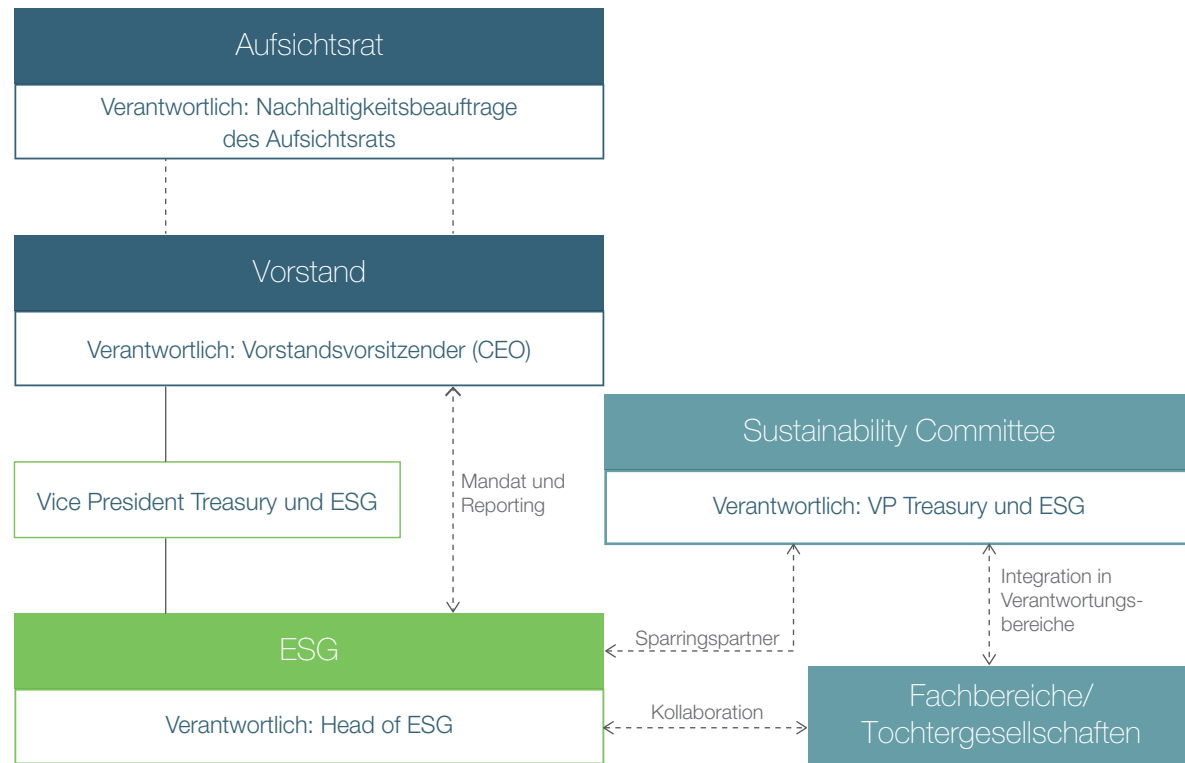 Aufsichtsrat
Verantwortlich: Nachhaltigkeitsbeauftrage
des Aufsichtsrats
Vorstand
Verantwortlich: Vorstandsvorsitzender (CEO)
Vice President Treasury und ESG
Mandat und
Reporting
Sustainability Committee
Verantwortlich: VP Treasury und ESG
Integration in
Verantwortungs-
bereiche
Sparringspartner
ESG
Verantwortlich: Head of ESG
Kollaboration
Fachbereiche/
Tochtergesellschaften